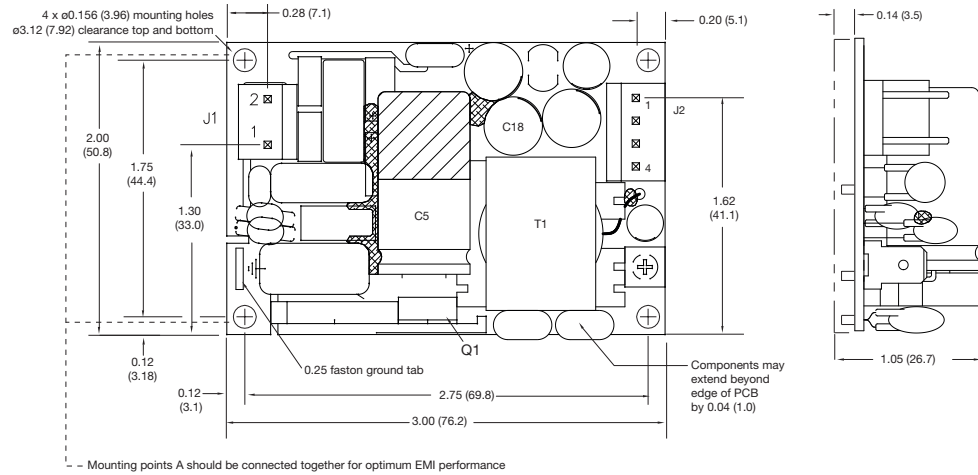 4 x ø0.156 (3.96) mounting holes
ø3.12 (7.92) clearance top and bottom
0.28 (7.1)
0.20 (5.1)
0.14 (3.5)
J1
2
1
C18
1
4
J2
2.00
(50.8)
1.75
(44.4)
1.30
(33.0)
1.62
(41.1)
C5
T1
Q1
0.12
(3.18)
0.12
(3.1)
0.25 faston ground tab
2.75 (69.8)
3.00 (76.2)
Components may
extend beyond
edge of PCB
by 0.04 (1.0)
1.05 (26.7)
Mounting points A should be connected together for optimum EMI performance